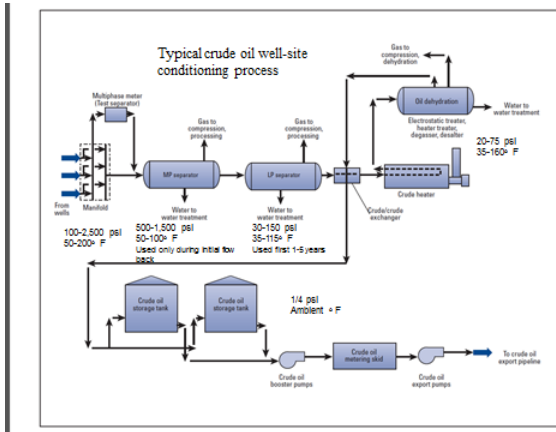 Typical crude oil well-site
conditioning process
Gas to
compression,
dehydration
Multiphase meter
(Test separator)
Gas to
compression,
processing
Gas to
compression,
processing
Oil dehydration
Water to
water treatment
Electrostatic treater,
heater treater,
degasser, desalter
20-75 psi
35-160° F
MP separator
LP separator
Crude heater
From
wells
Manifold
Water to
water treatment
Water to
water treatment
Crude/crude
exchanger
100-2,500 psi
50-200° F
500-1,500 psi
50-100° F
Used only during initial flow
back
30-150 psi
35-115° F
Used first 1-5 years
Crude oil
storage tank
Crude oil
storage tank
1/4 psi
Ambient ° F
Crude oil
booster pumps
Crude oil
metering skid
Crude oil
export pumps
To crude oil
export pipeline